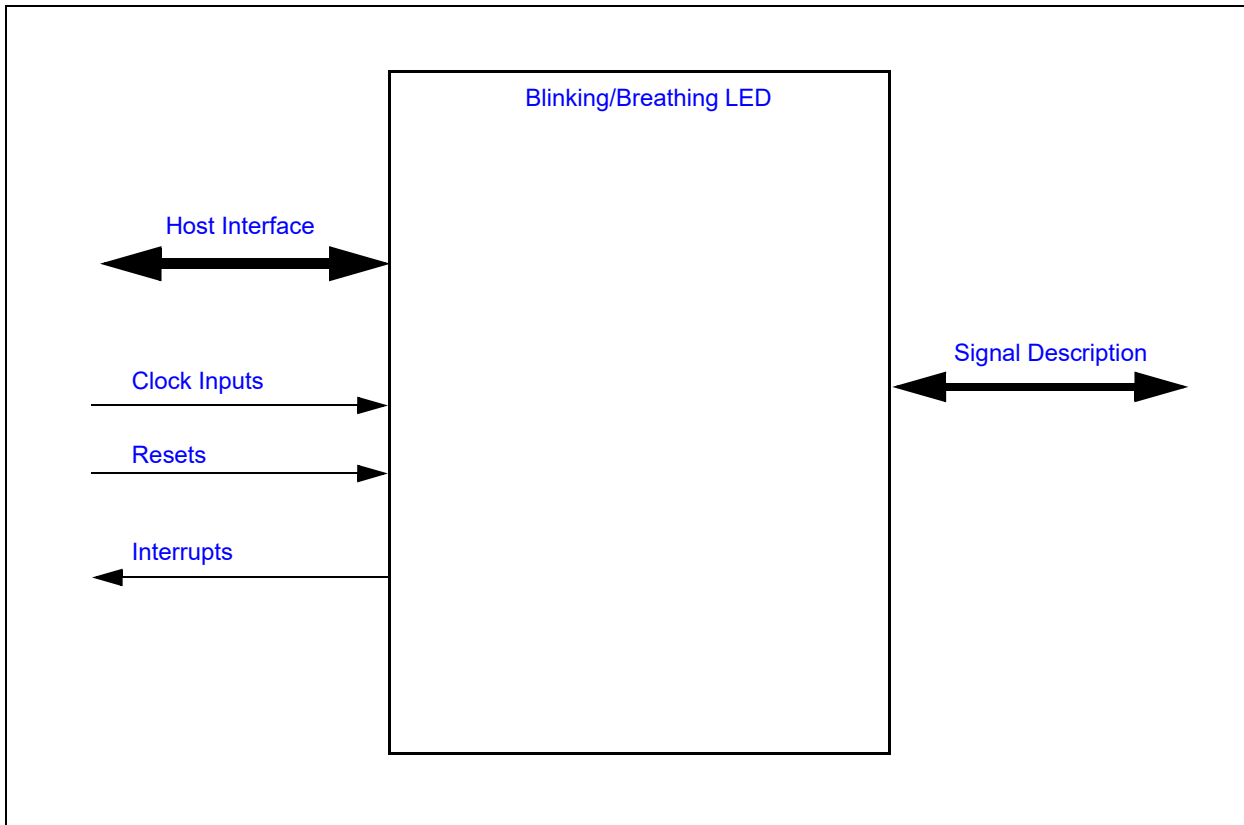 Blinking/Breathing LED
Host Interface
Signal Description
Clock Inputs
Resets
Interrupts